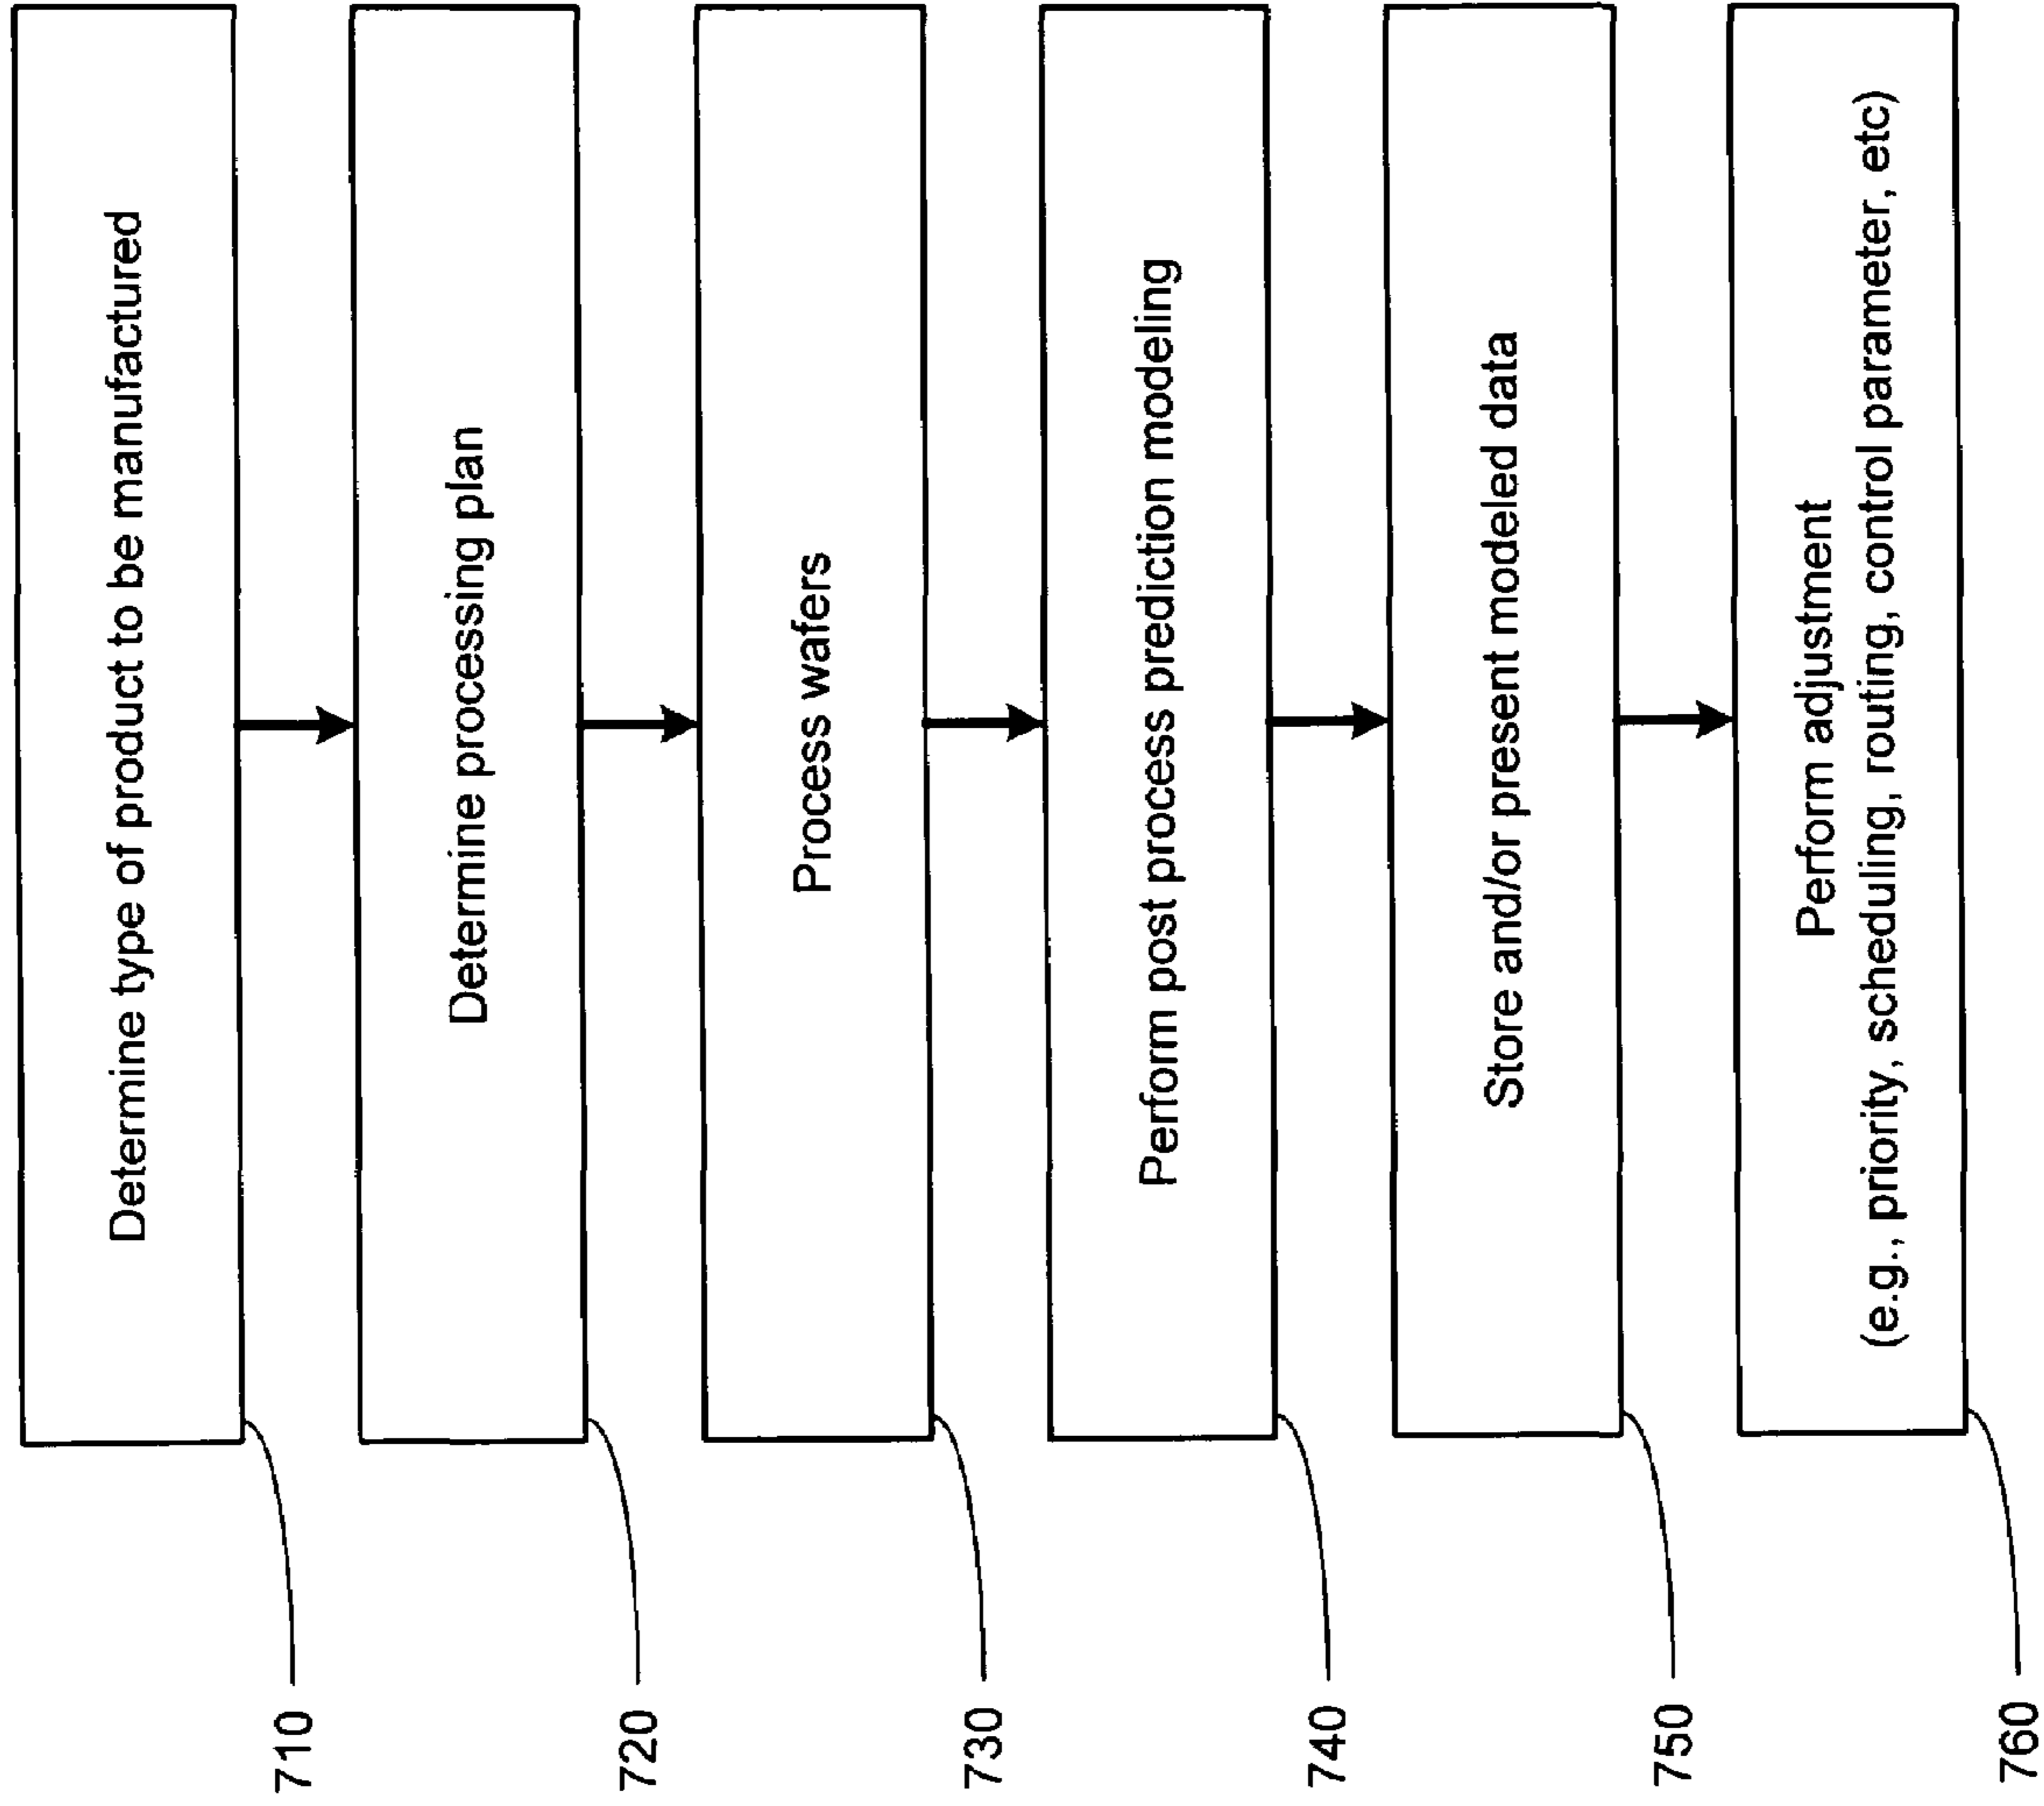 Determine type of product to be manufactured
710
Determine processing plan
720
Process wafers
730
Perform post process prediction modeling
740
Store and/or present modeled data
750
Perform adjustment
(e.g., priority, scheduling, routing, control parameter, etc)
760